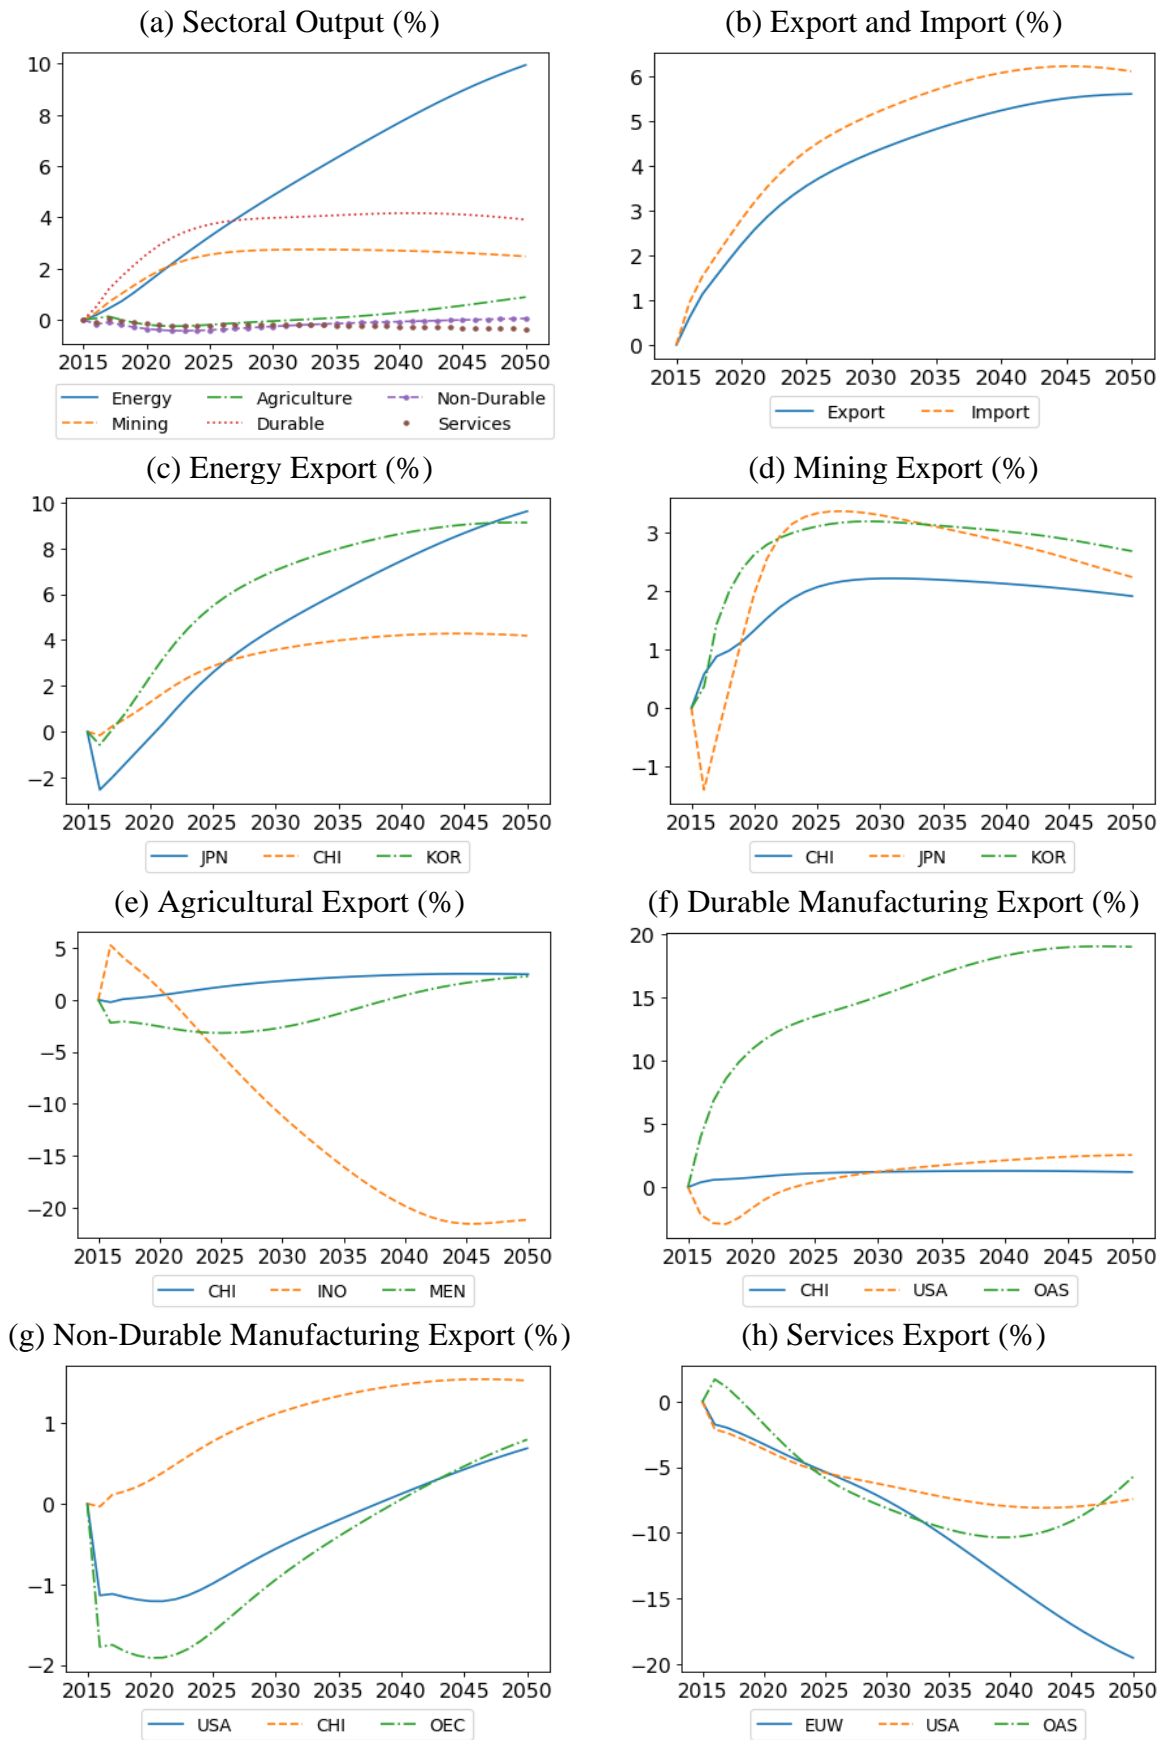 (a) Sectoral Output (%)
10
8
6
4
2
0
2015 2020 2025 2030 2035 2040 2045 2050
Energy Agriculture Non-Durable
Mining Durable Services
(b) Export and Import (%)
6
5
4
3
2
1
0
2015 2020 2025 2030 2035 2040 2045 2050
Export Import
(c) Energy Export (%)
10
8
6
4
2
0
−2
2015 2020 2025 2030 2035 2040 2045 2050
JPN CHI KOR
(d) Mining Export (%)
3
2
1
0
−1
2015 2020 2025 2030 2035 2040 2045 2050
CHI JPN KOR
(e) Agricultural Export (%)
5
0
−5
−10
−15
−20
2015 2020 2025 2030 2035 2040 2045 2050
CHI INO MEN
(f) Durable Manufacturing Export (%)
20
15
10
5
0
2015 2020 2025 2030 2035 2040 2045 2050
CHI USA OAS
(g) Non-Durable Manufacturing Export (%)
1
0
−1
−2
2015 2020 2025 2030 2035 2040 2045 2050
USA CHI OEC
(h) Services Export (%)
0
−5
−10
−15
−20
2015 2020 2025 2030 2035 2040 2045 2050
EUW USA OAS